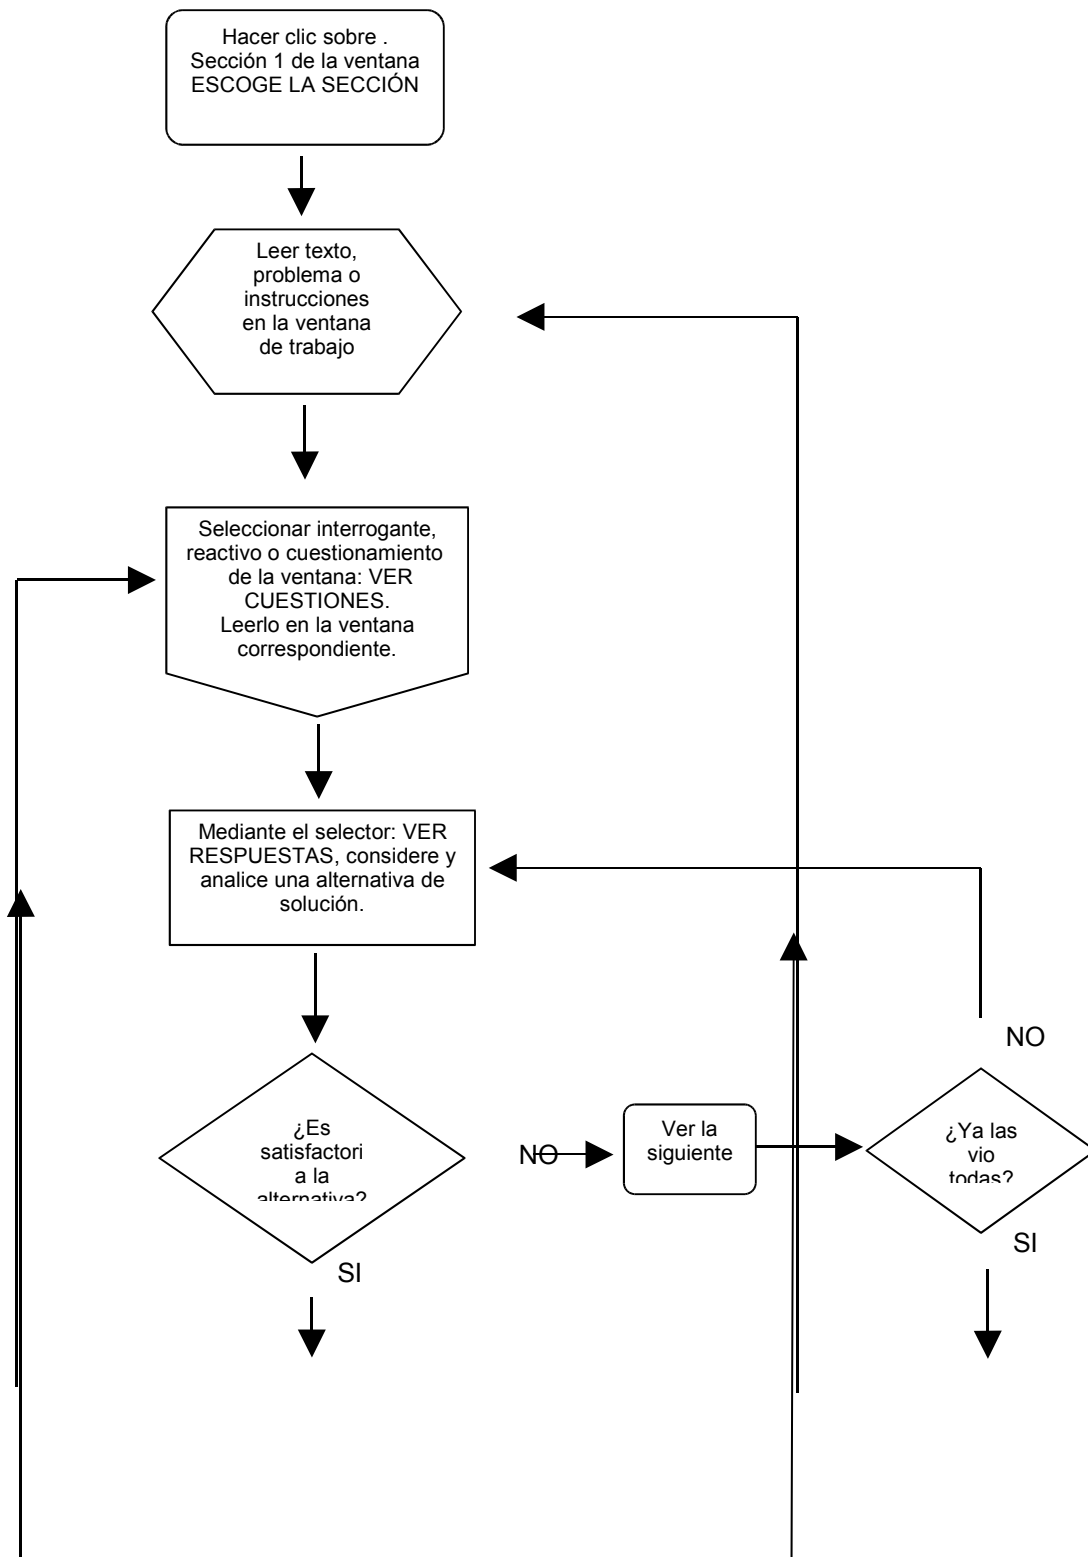 Hacer clic sobre .
Sección 1 de la ventana
ESCOGE LA SECCIÓN
Leer texto,
problema o
instrucciones
en la ventana
de trabajo
Seleccionar interrogante,
reactivo o cuestionamiento
de la ventana: VER
CUESTIONES.
Leerlo en la ventana
correspondiente.
Mediante el selector: VER
RESPUESTAS, considere y
analice una alternativa de
solución.
NO
¿Es
satisfactori
a la
alternativa?
NO
Ver la
siguiente
¿Ya las
vio
todas?
SI
SI